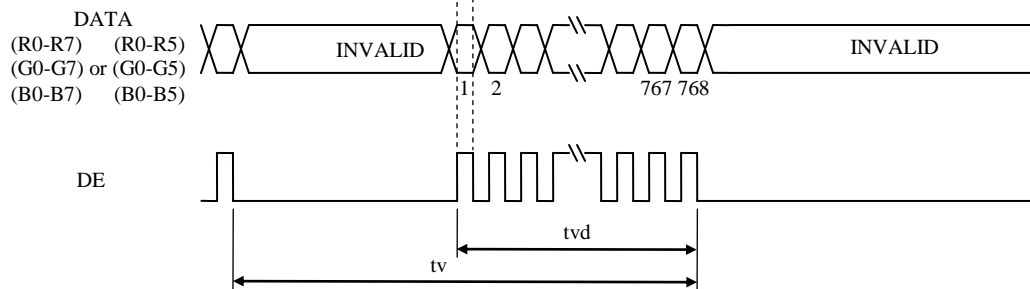 DATA
(R0-R7) (R0-R5)
(G0-G7) or (G0-G5)
(B0-B7) (B0-B5)
INVALID
INVALID
1 2 767 768
DE
tvd
tv